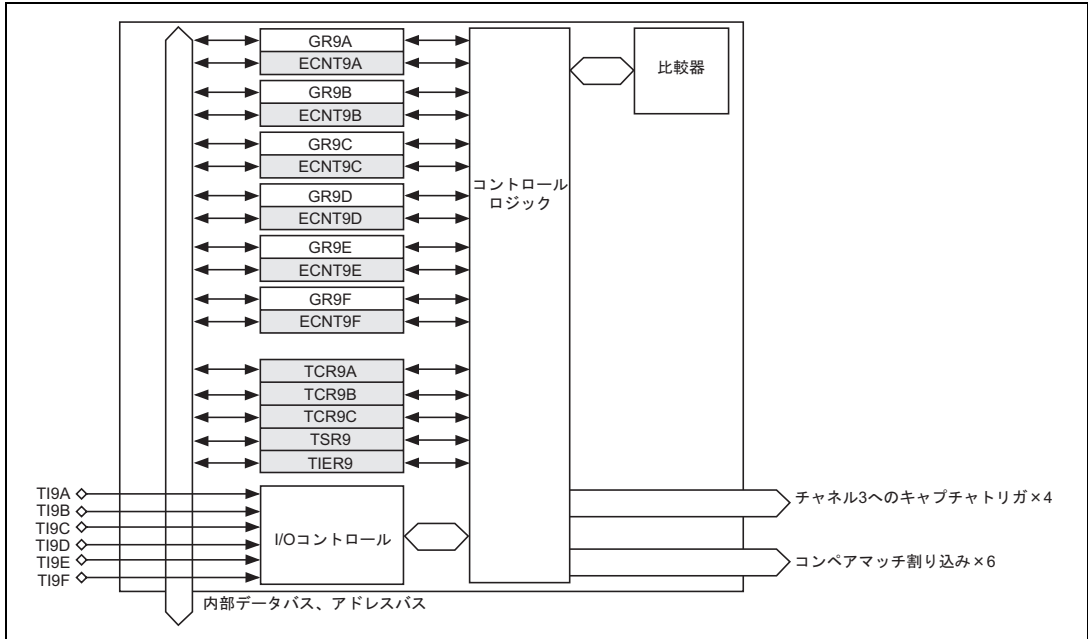 GR9A
ECNT9A
GR9B
ECNT9B
GR9C
ECNT9C
GR9D
ECNT9D
GR9E
ECNT9E
GR9F
ECNT9F
TCR9A
TCR9B
TCR9C
TSR9
TIER9
コントロール
ロジック
比較器
TI9A
TI9B
TI9C
TI9D
TI9E
TI9F
I/Oコントロール
チャネル3へのキャプチャトリガ×4
コンペアマッチ割り込み×6
内部データバス、アドレスバス